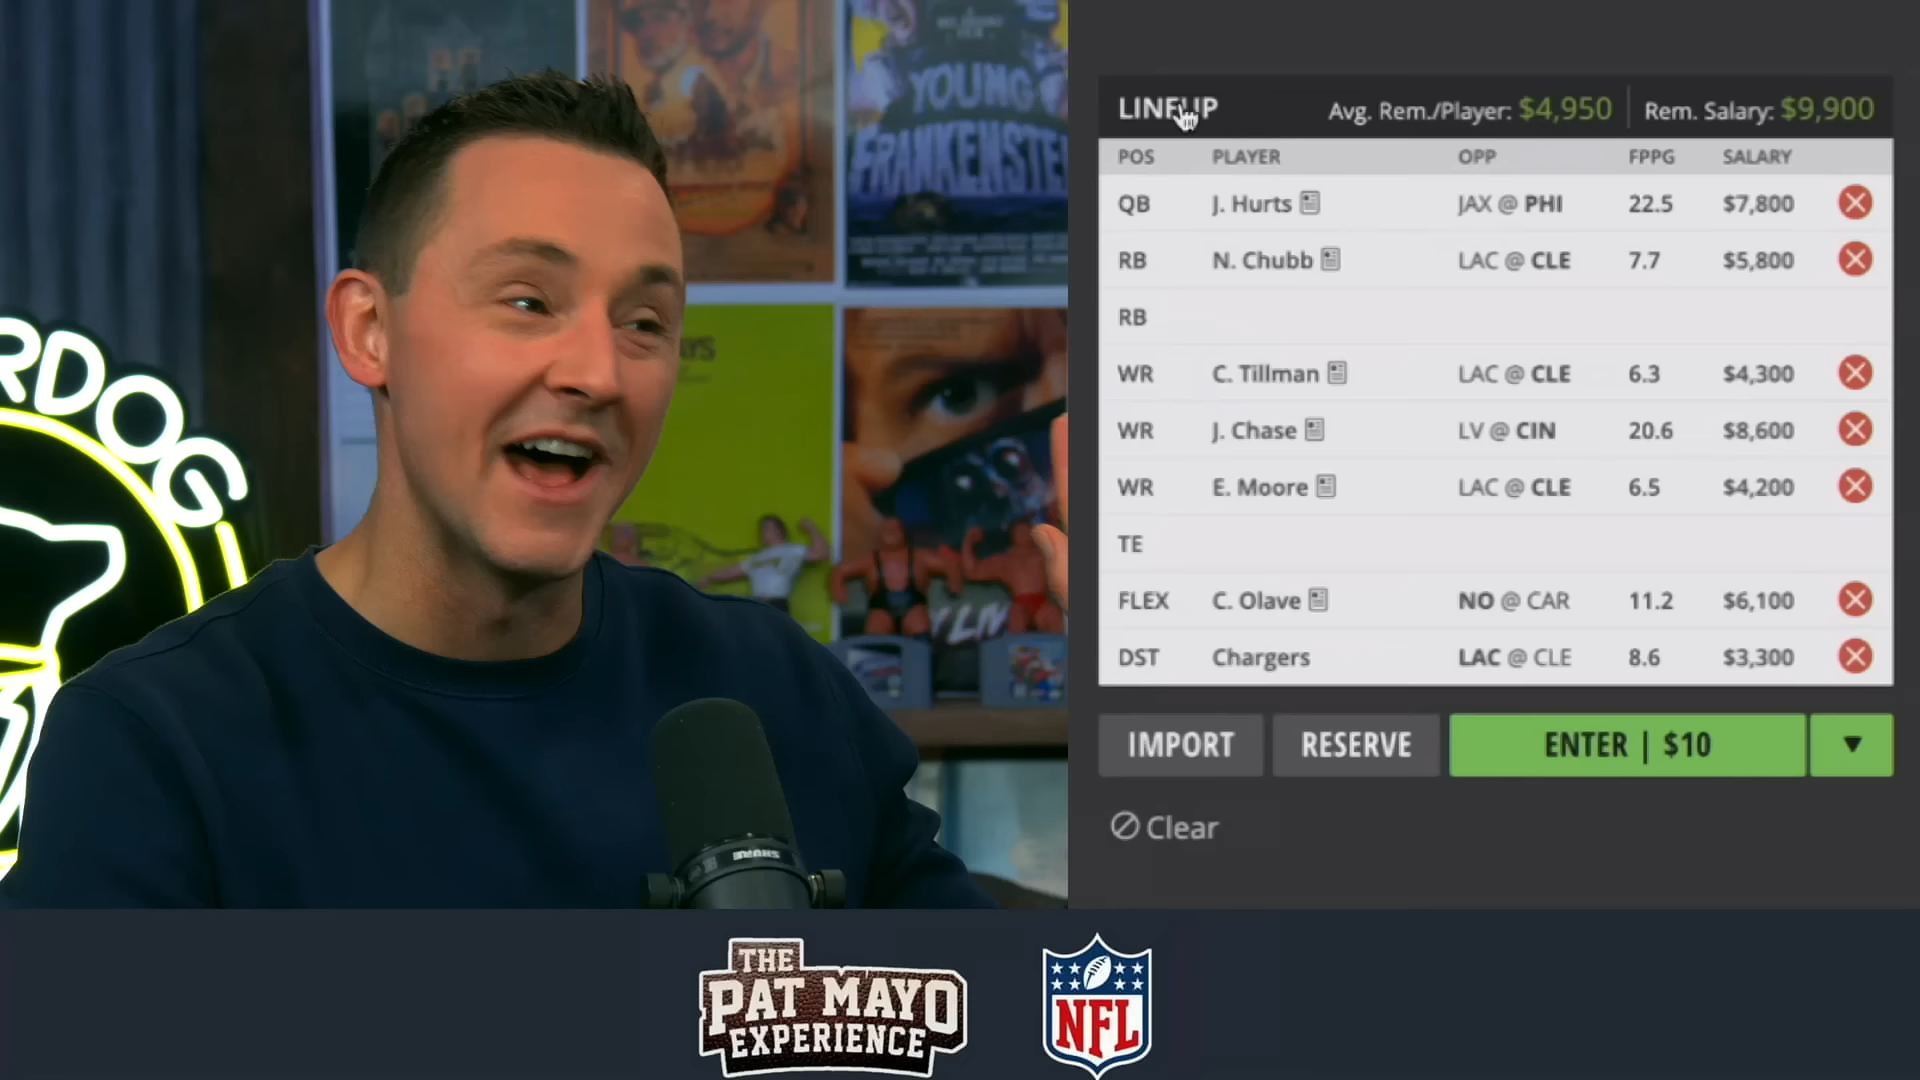 YOUNG
FRANKENSTE
RDOG
SHURE
LINEUP Avg. Rem./Player: $4,950 Rem. Salary: $9,900
POS PLAYER OPP FPPG SALARY
QB J. Hurts JAX @ PHI 22.5 $7,800
RB N. Chubb LAC @ CLE 7.7 $5,800
RB
WR C. Tillman LAC @ CLE 6.3 $4,300
WR J. Chase LV @ CIN 20.6 $8,600
WR E. Moore LAC @ CLE 6.5 $4,200
TE
FLEX C. Olave NO @ CAR 11.2 $6,100
DST Chargers LAC @ CLE 8.6 $3,300
IMPORT RESERVE ENTER | $10
Clear
THE
PAT MAYO
EXPERIENCE
NFL